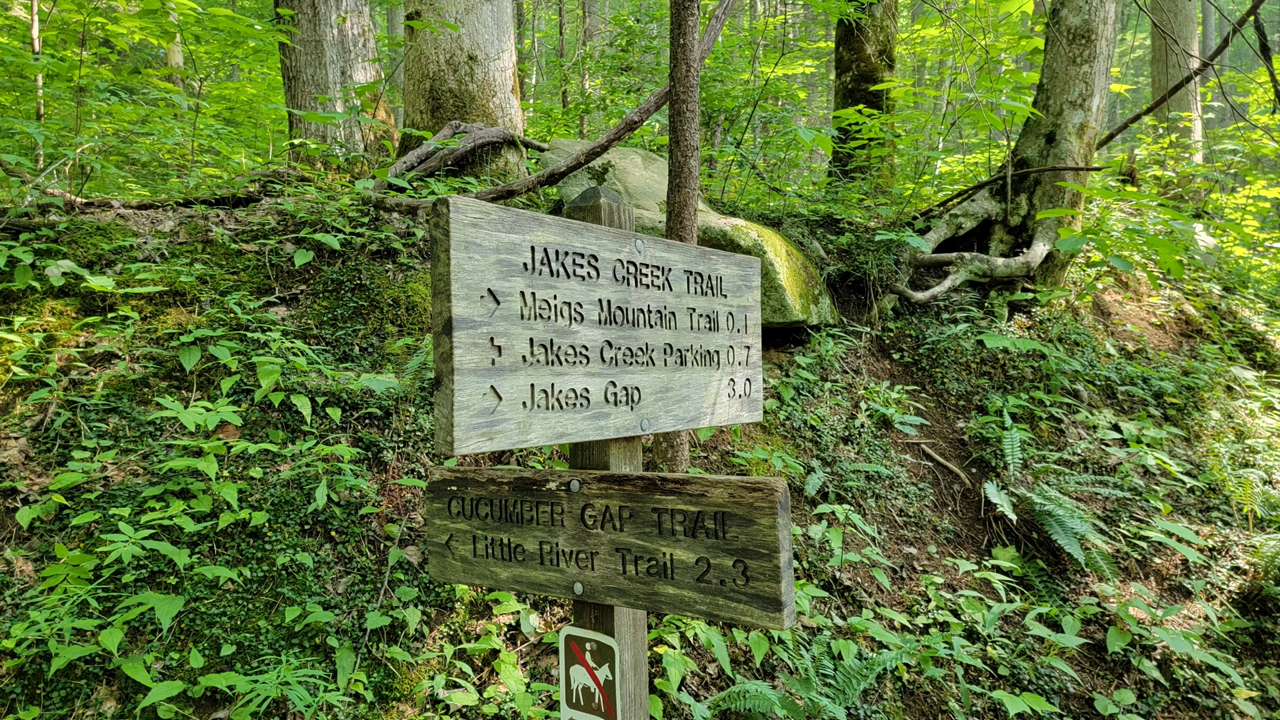 JAKES CREEK TRAIL
> Meigs Mountain Trail 0.1
Jakes Creek Parking 0.7
> Jakes Gap 3.0
CUCUMBER GAP TRAIL
< Little River Trail 2.3